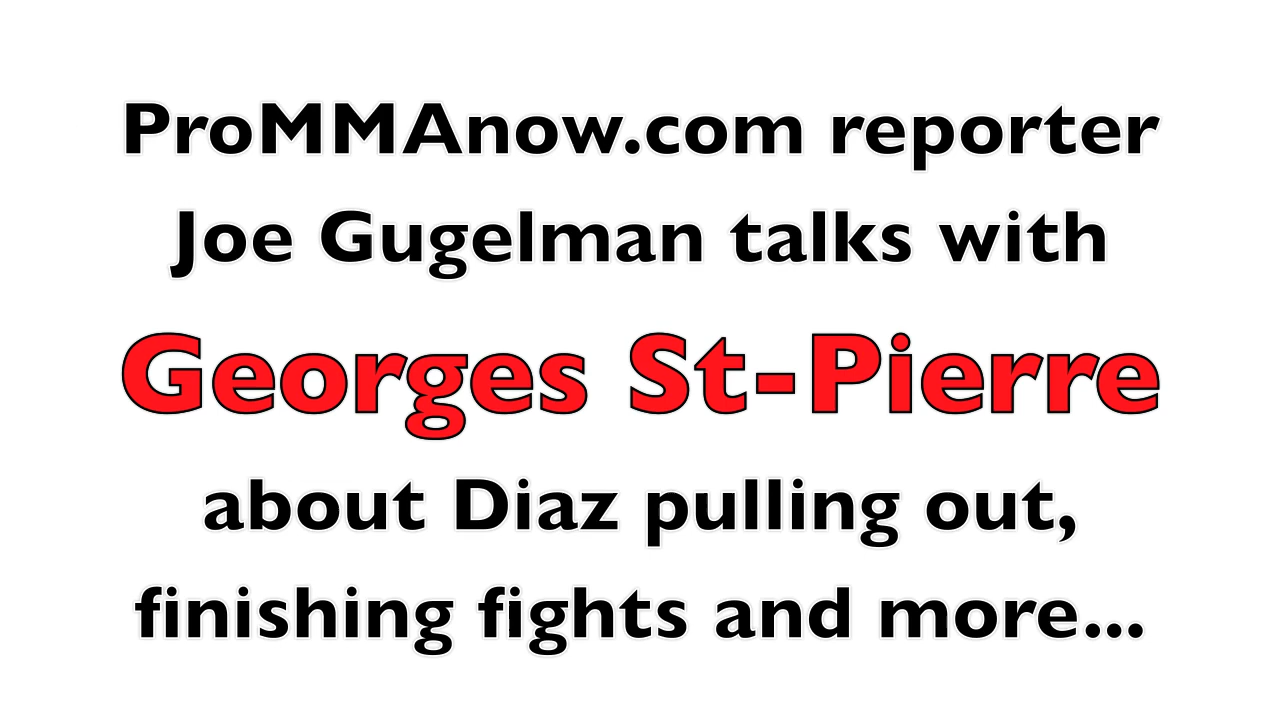 ProMMAnow.com reporter
Joe Gugelman talks with
Georges St-Pierre
about Diaz pulling out,
finishing fights and more...